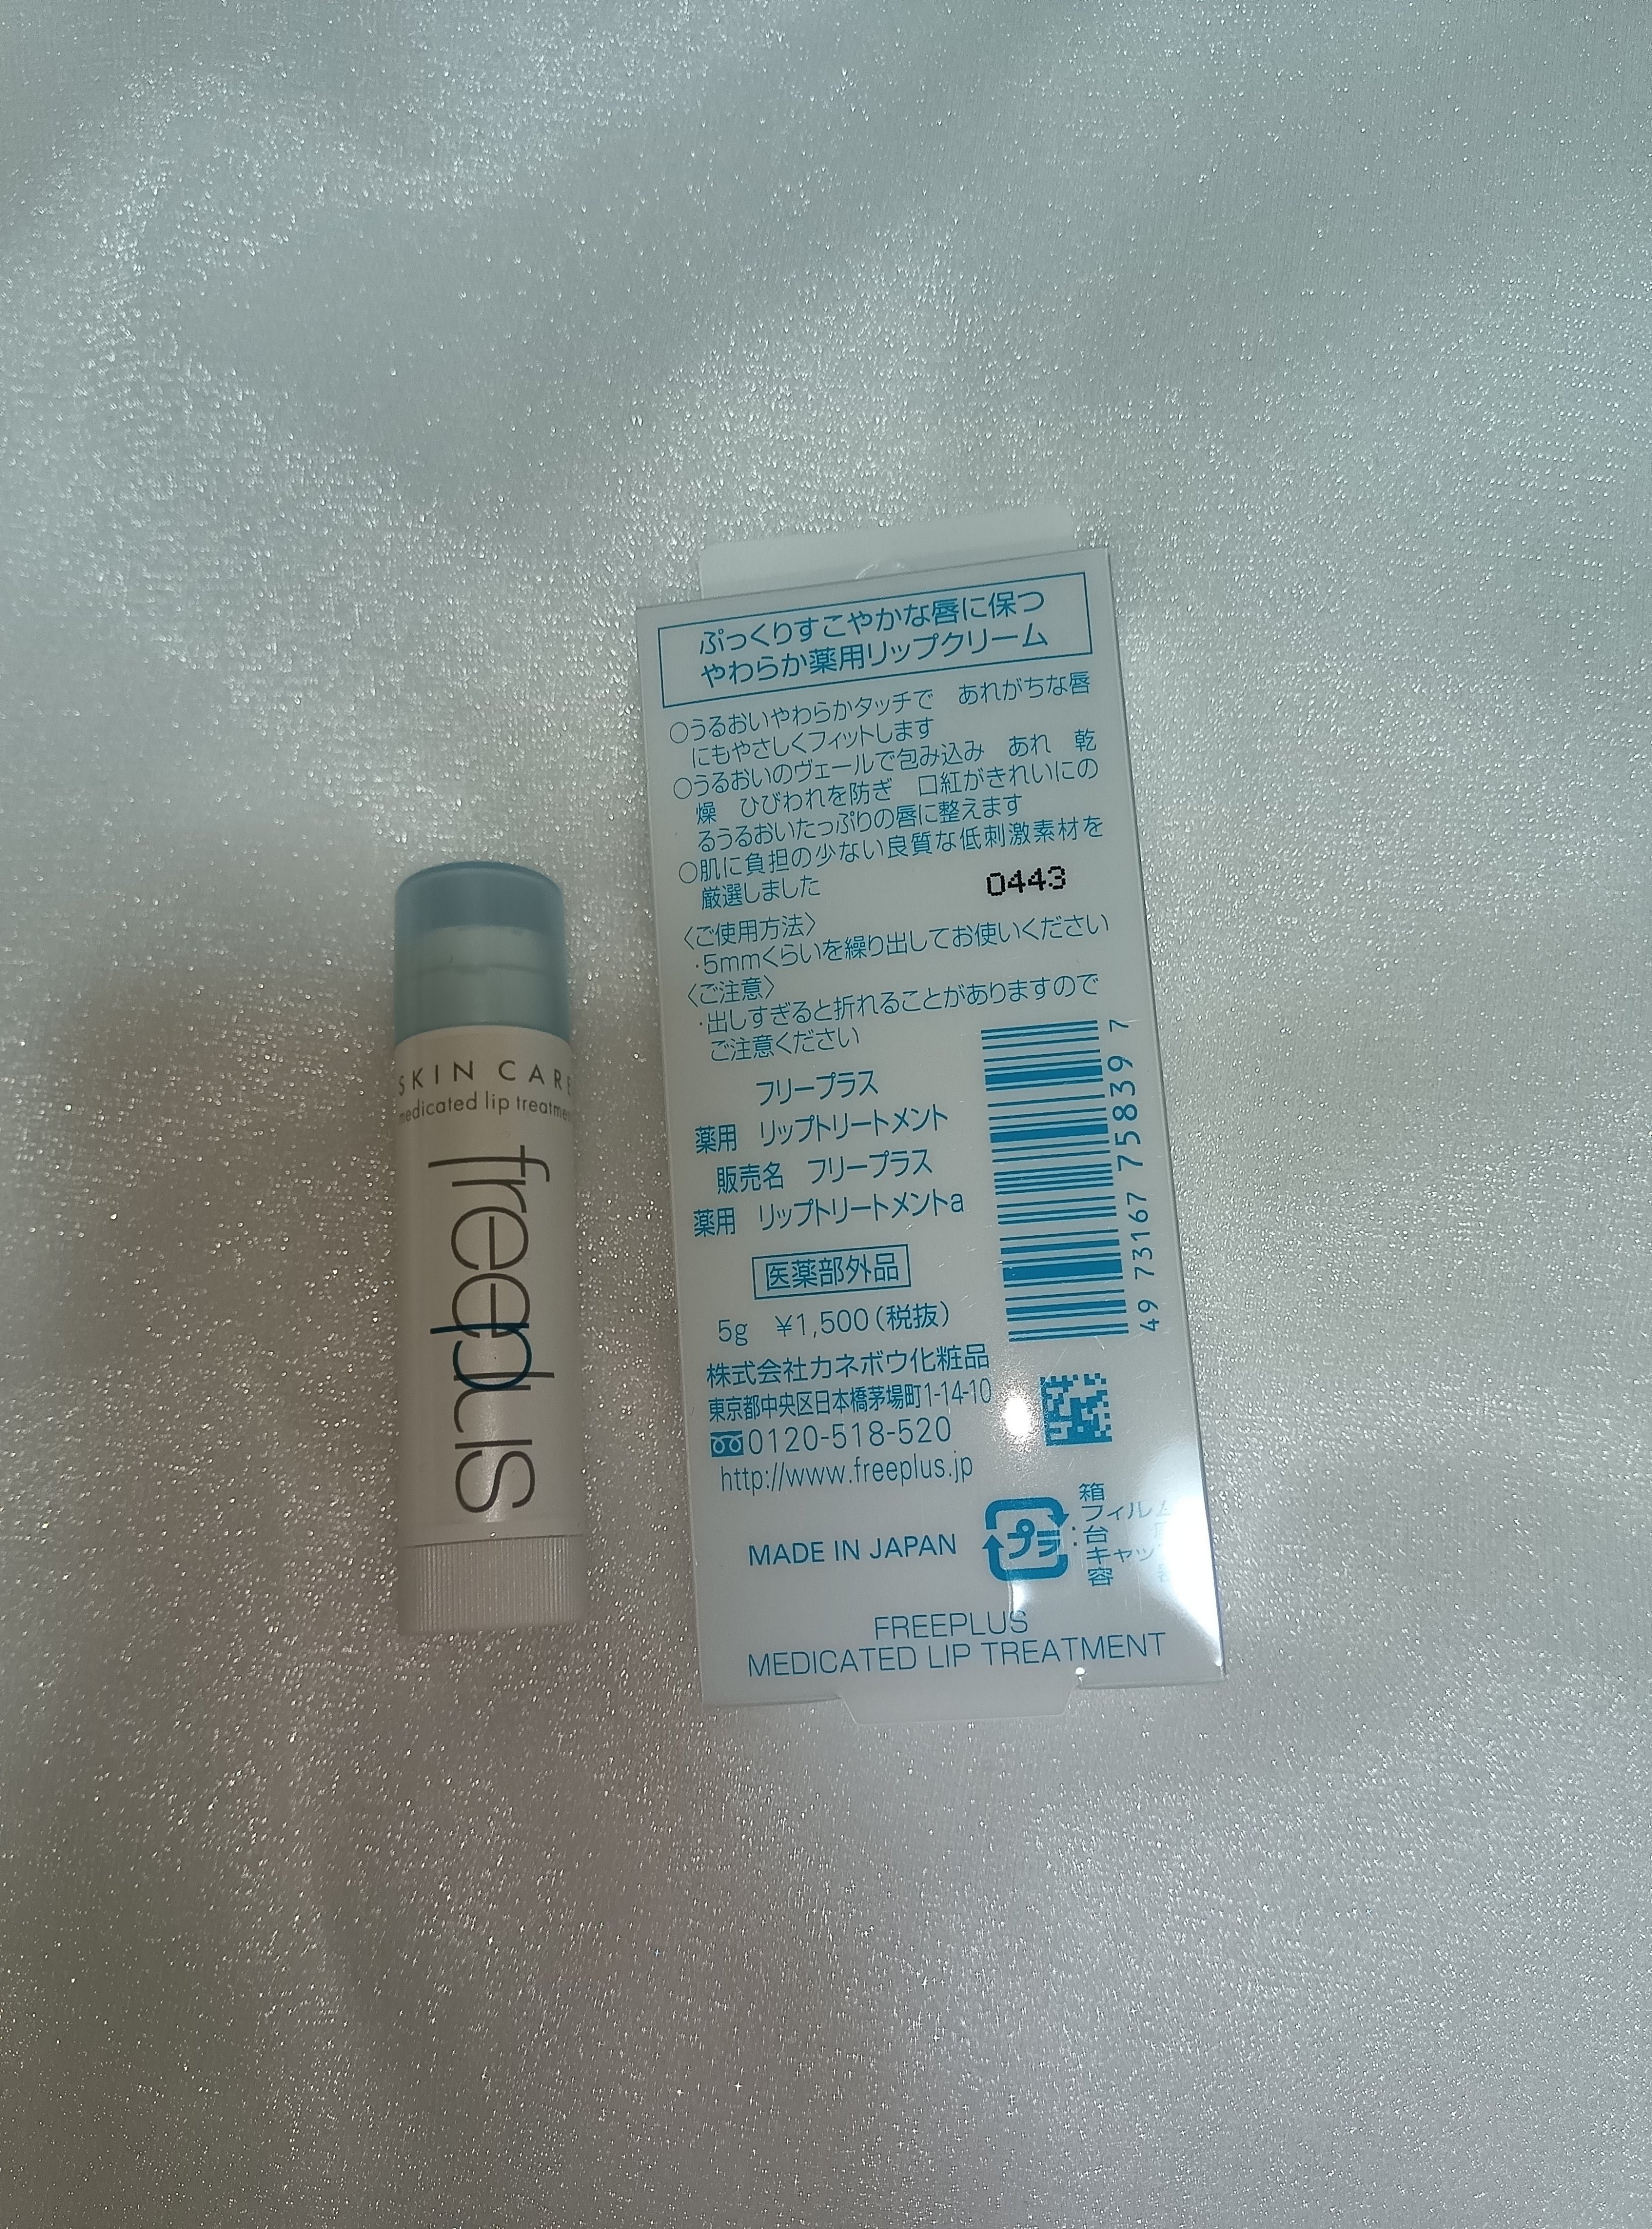 SKIN CARE
medicated lip treatment
freeplus
ぷっくりすこやかな唇に保つ
やわらか薬用リップクリーム
○うるおいやわらかタッチで　あれがちな唇
にもやさしくフィットします
○うるおいのヴェールで包み込み　あれ　乾
燥　ひびわれを防ぎ　口紅がきれいにの
るうるおいたっぷりの唇に整えます
○肌に負担の少ない良質な低刺激素材を
厳選しました
0443
〈ご使用方法〉
・5mmくらいを繰り出してお使いください
〈ご注意〉
・出しすぎると折れることがありますので
ご注意ください
フリープラス
薬用　リップトリートメント
販売名　フリープラス
薬用　リップトリートメントa
医薬部外品
5g　¥1,500（税抜）
株式会社カネボウ化粧品
東京都中央区日本橋茅場町1-14-10
0120-518-520
http://www.freeplus.jp
4973167758397
MADE IN JAPAN
プラ
:
箱
フィルム
台
キャッ
容
FREEPLUS
MEDICATED LIP TREATMENT